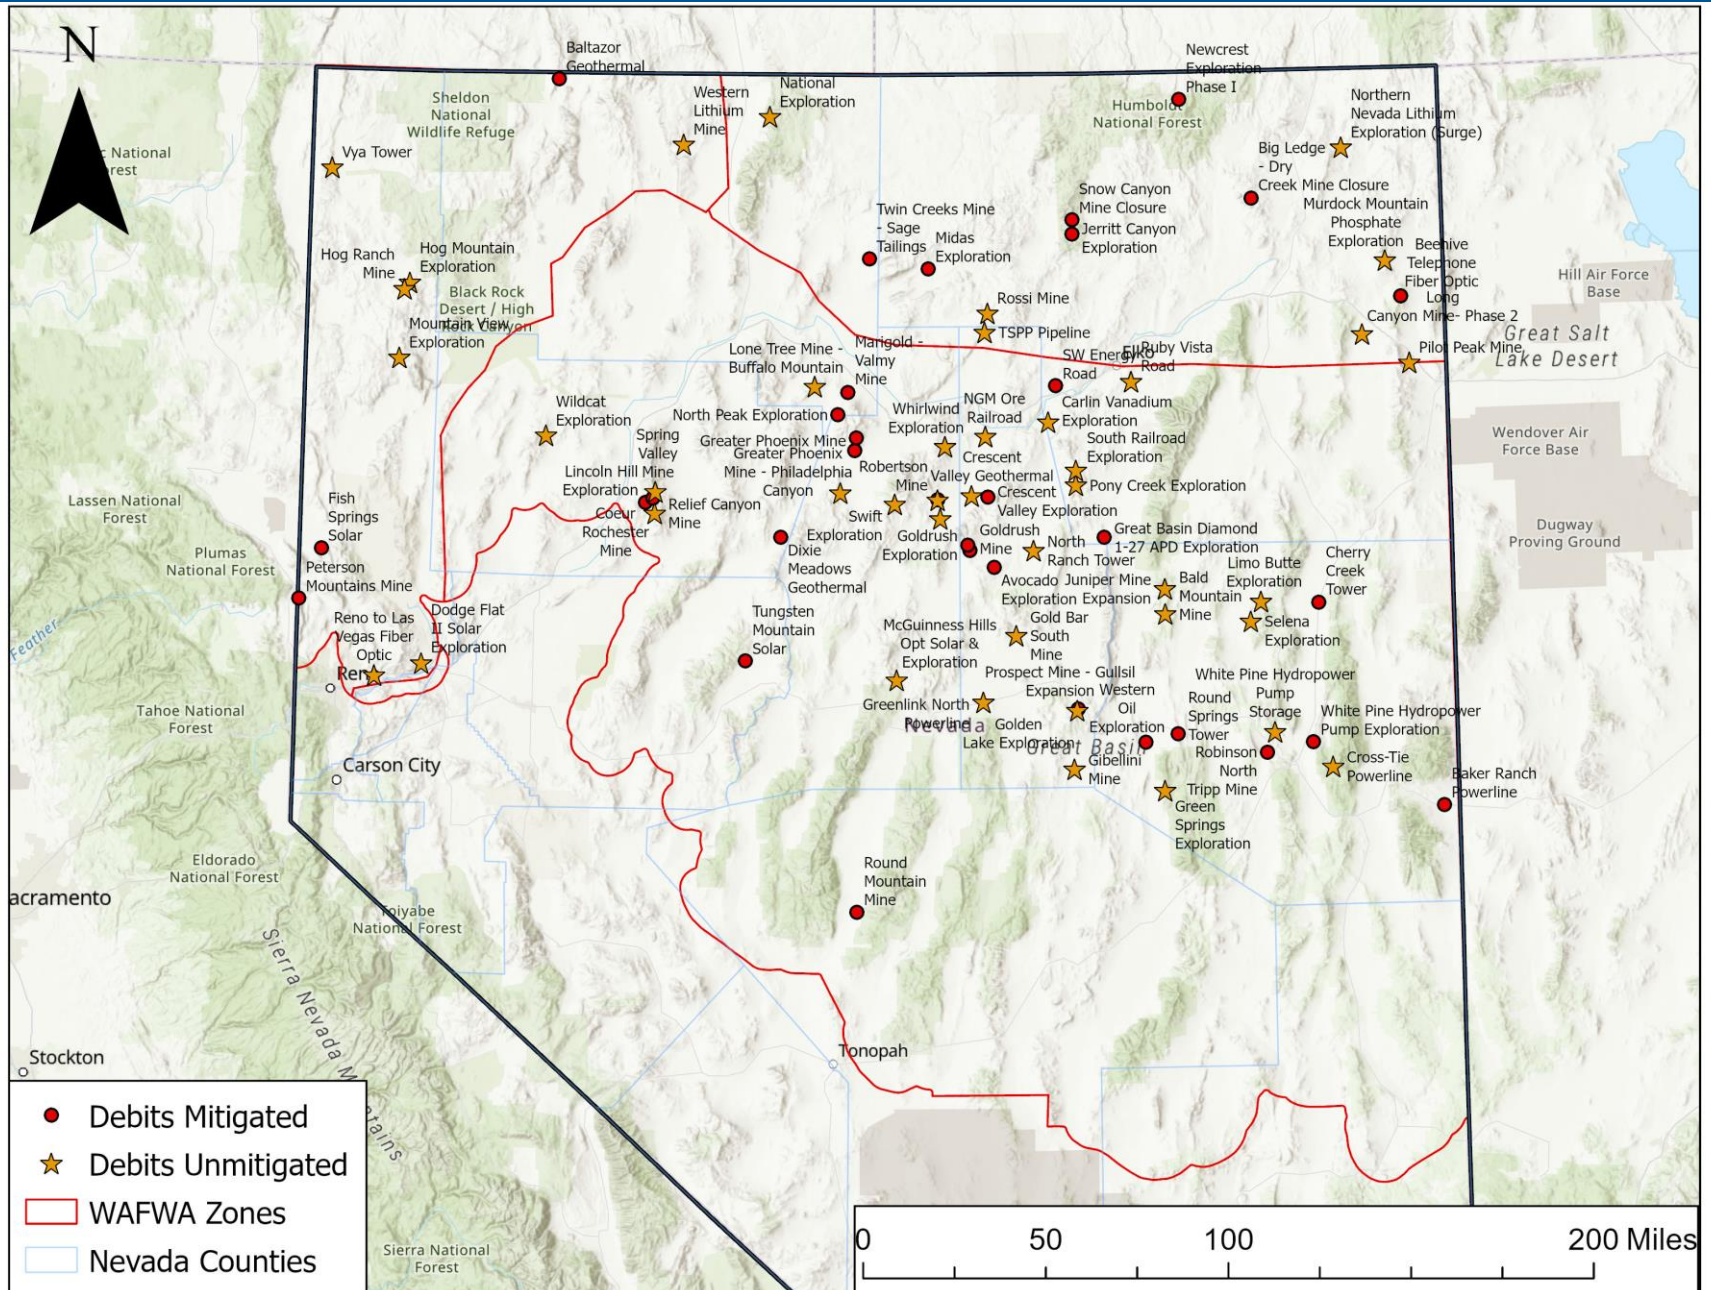 N
Baltazor
Geothermal
National
Exploration
Western
Lithium
Mine
Newcrest
Exploration
Phase I
Sheldon
National
Wildlife Refuge
Humboldt
National Forest
Northern
Nevada Lithium
Exploration (Surge)
Vya Tower
c National
orest
Big Ledge
- Dry
Creek Mine Closure
Murdock Mountain
Phosphate
Exploration
Snow Canyon
Mine Closure
Jerritt Canyon
Exploration
Twin Creeks Mine
- Sage
Tailings
Midas
Exploration
Beehive
Telephone
Fiber Optic
Hog Ranch
Mine
Hog Mountain
Exploration
Black Rock
Desert / High
Rock Canyon
Mountain View
Exploration
Hill Air Force
Base
Rossi Mine
TSPP Pipeline
Long
Canyon Mine- Phase 2
Great Salt
Lake Desert
Pilot Peak Mine
Lone Tree Mine -
Buffalo Mountain
Marigold -
Valmy
Mine
SW Energy
Road
Elko
Ruby Vista
Road
Wildcat
Exploration
North Peak Exploration
Whirlwind
Exploration
NGM Ore
Railroad
Carlin Vanadium
Exploration
Wendover Air
Force Base
Spring
Valley
Mine
Greater Phoenix Mine
Greater Phoenix
Mine - Philadelphia
Canyon
South Railroad
Exploration
Lincoln Hill
Exploration
Robertson
Mine
Crescent
Valley Geothermal
Pony Creek Exploration
Lassen National
Forest
Fish
Springs
Solar
Coeur
Rochester
Mine
Relief Canyon
Mine
Swift
Exploration
Crescent
Valley Exploration
Goldrush
Exploration
Goldrush
Mine
Great Basin Diamond
1-27 APD Exploration
Dugway
Proving Ground
Plumas
National Forest
Peterson
Mountains Mine
Dixie
Meadows
Geothermal
North
Ranch Tower
Limo Butte
Exploration
Cherry
Creek
Tower
Avocado
Exploration
Juniper Mine
Expansion
Bald
Mountain
Mine
Feather
Reno to Las
Vegas Fiber
Optic
Dodge Flat
II Solar
Exploration
Tungsten
Mountain
Solar
McGuinness Hills
Opt Solar &
Exploration
Gold Bar
South
Mine
Selena
Exploration
Reno
Prospect Mine - Gullsil
Expansion
Western
Oil
Exploration
White Pine Hydropower
Pump
Storage
Tahoe National
Forest
Greenlink North
Powerline
Nevada
Golden
Lake Exploration
Great Basin
Round
Springs
Tower
White Pine Hydropower
Pump Exploration
Carson City
Gibellini
Mine
Robinson
North
Tripp Mine
Cross-Tie
Powerline
Baker Ranch
Powerline
Green
Springs
Exploration
Eldorado
National Forest
Round
Mountain
Mine
acramento
Toiyabe
National Forest
Sierra Nevada Mountains
Tonopah
Stockton
Sierra National
Forest
Debits Mitigated
Debits Unmitigated
WAFWA Zones
Nevada Counties
0 50 100 200 Miles